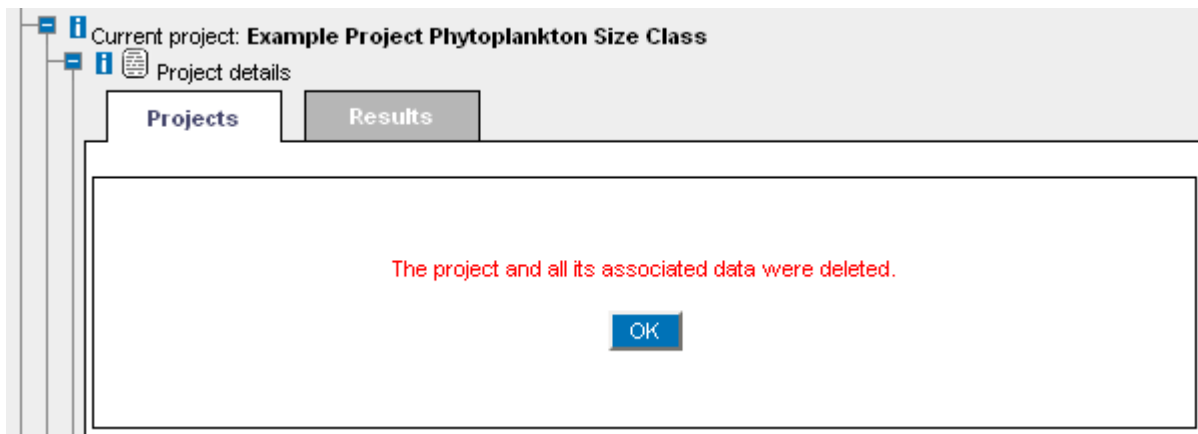 Current project: Example Project Phytoplankton Size Class
Project details
Projects
Results
The project and all its associated data were deleted.
OK